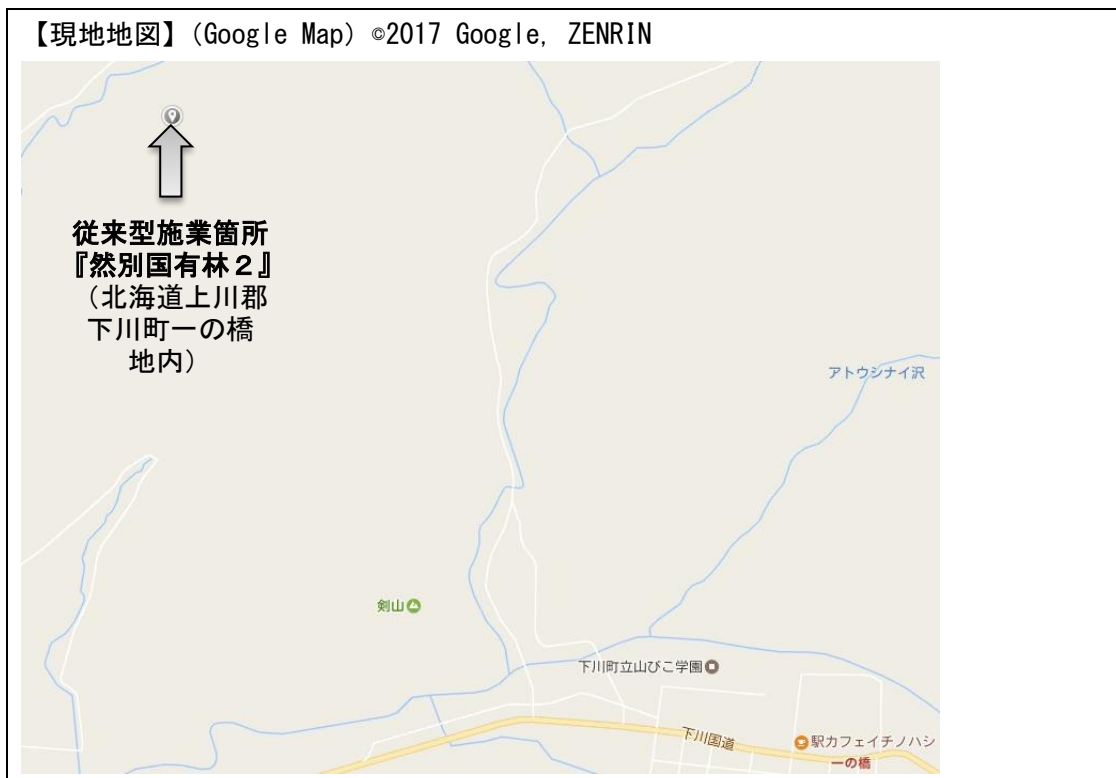 【現地地図】(Google Map) ©2017 Google, ZENRIN
従来型施業箇所
『然別国有林２』
（北海道上川郡
下川町一の橋
地内）
アトウシナイ沢
剣山
下川町立山びこ学園
下川国道
駅カフェイチノハシ
一の橋